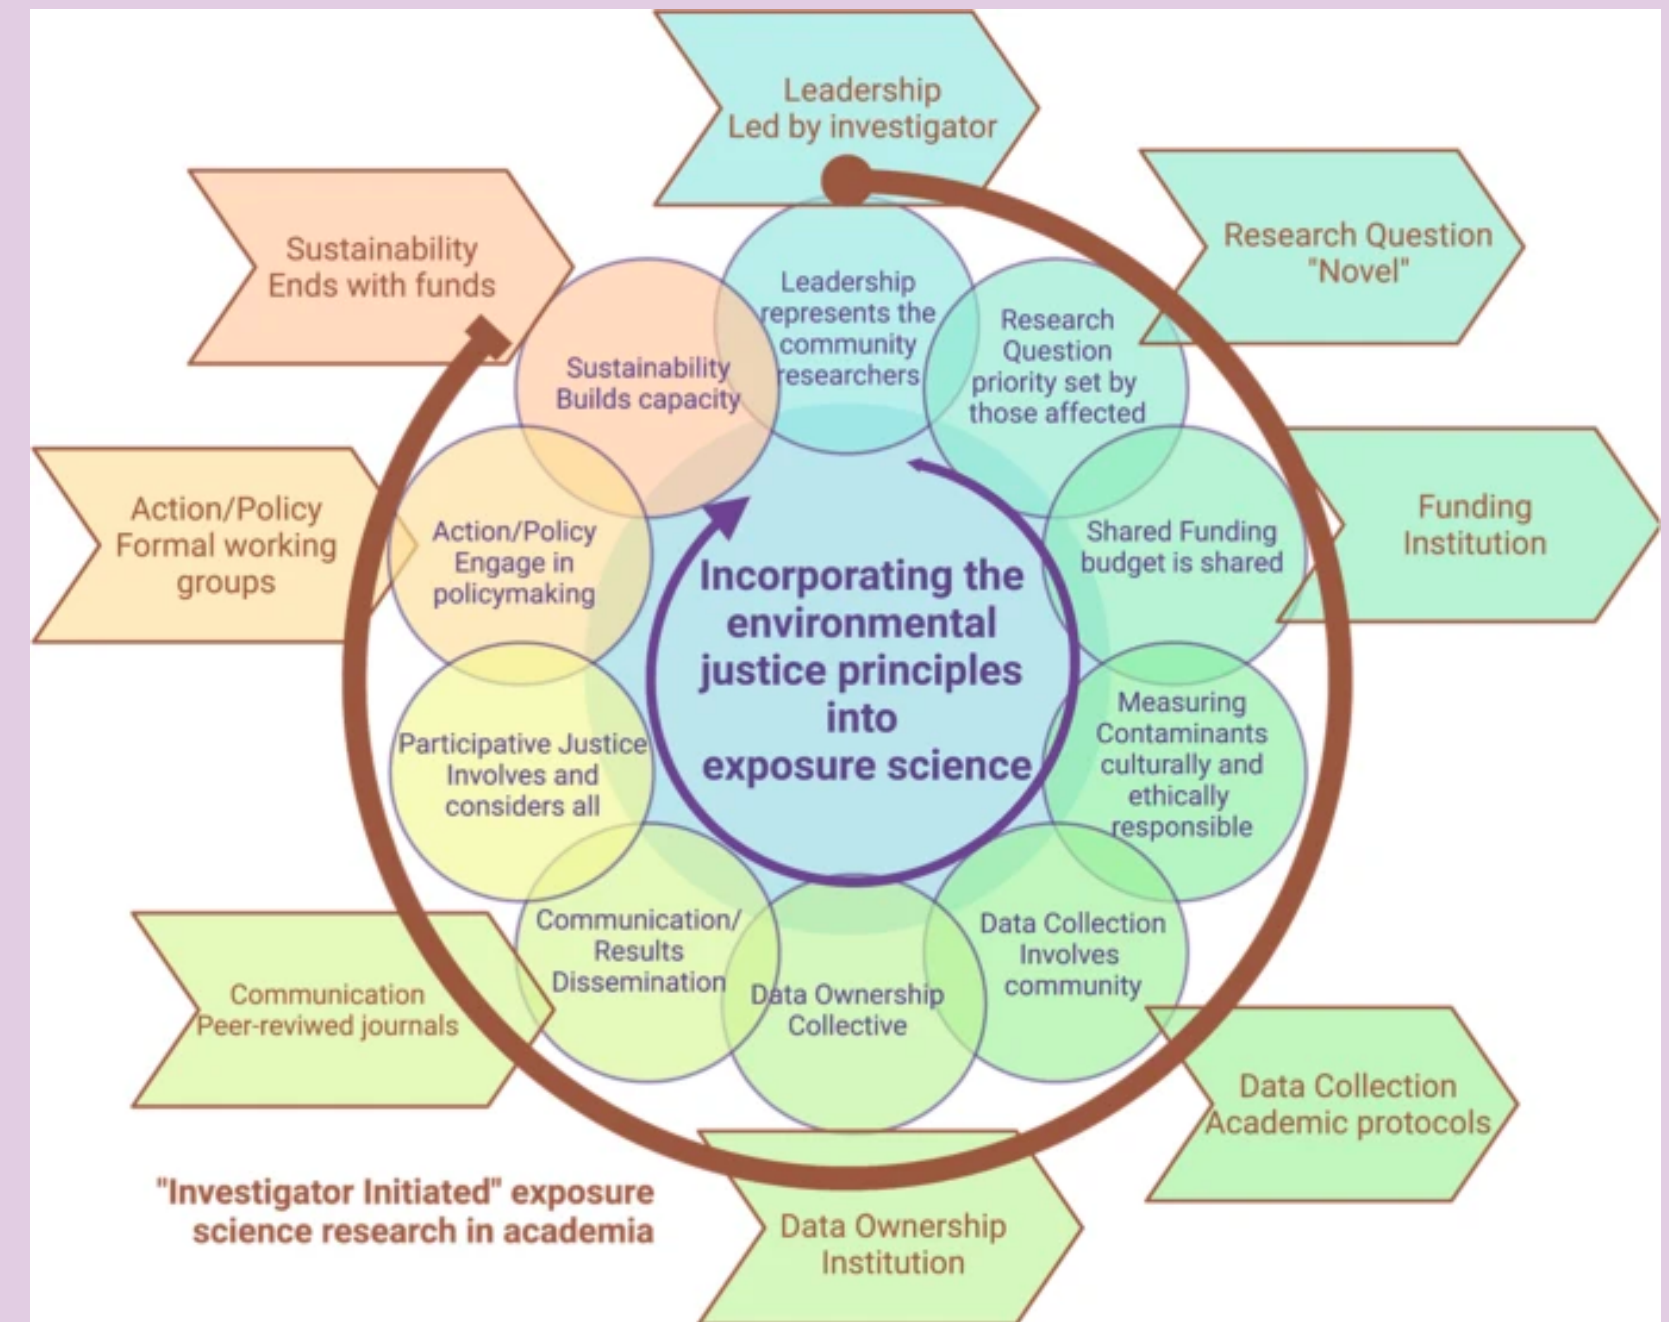 Leadership
Led by investigator
Research Question
"Novel"
Funding
Institution
Data Collection
Academic protocols
Data Ownership
Institution
Communication
Peer-reviwed journals
Action/Policy
Formal working
groups
Sustainability
Ends with funds
Leadership
represents the
community
researchers
Research
Question
priority set by
those affected
Shared Funding
budget is shared
Measuring
Contaminants
culturally and
ethically
responsible
Data Collection
Involves
community
Data Ownership
Collective
Communication/
Results
Dissemination
Participative Justice
Involves and
considers all
Action/Policy
Engage in
policymaking
Sustainability
Builds capacity
Incorporating the
environmental
justice principles
into
exposure science
"Investigator Initiated" exposure
science research in academia